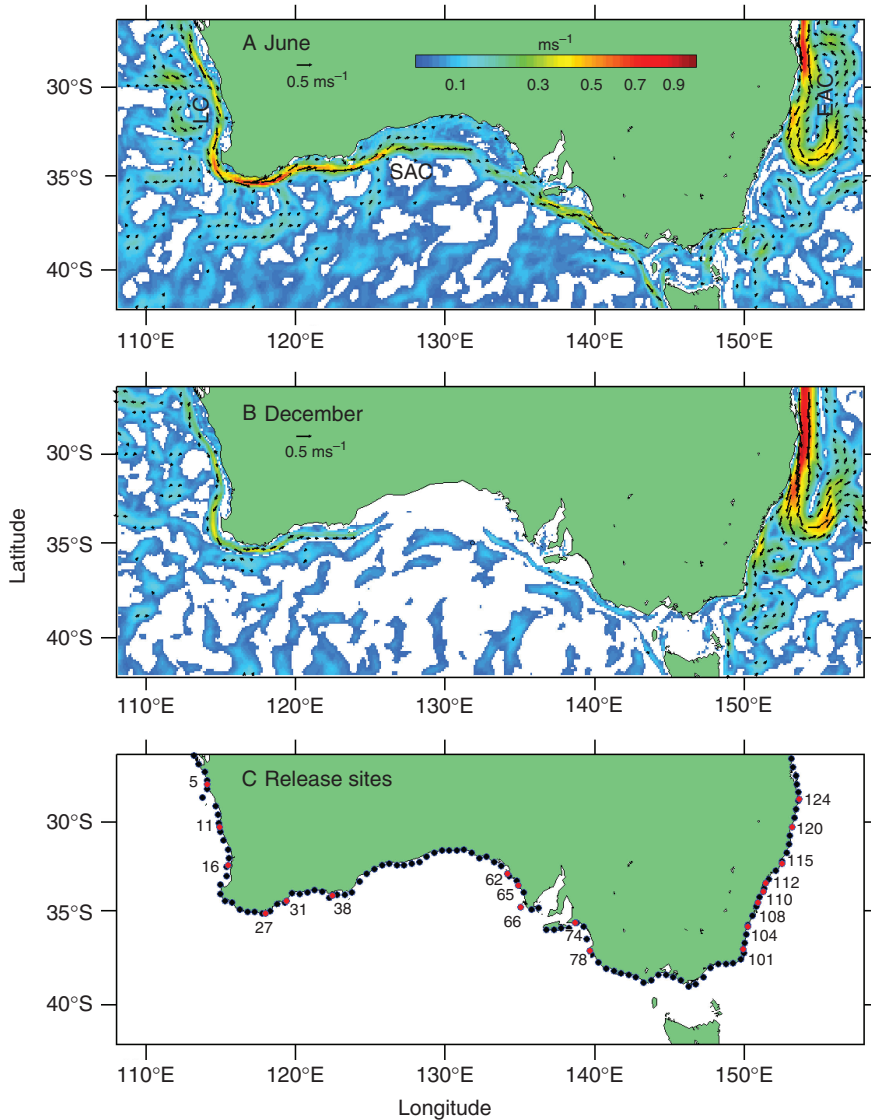 A June
ms⁻¹
0.5 ms⁻¹
0.1 0.3 0.5 0.7 0.9
LC
SAC
EAC
30°S
35°S
40°S
110°E 120°E 130°E 140°E 150°E
B December
0.5 ms⁻¹
30°S
35°S
40°S
Latitude
110°E 120°E 130°E 140°E 150°E
C Release sites
30°S
35°S
40°S
5
11
16
27
31
38
62
65
66
74
78
124
120
115
112
110
108
104
101
110°E 120°E 130°E 140°E 150°E
Longitude